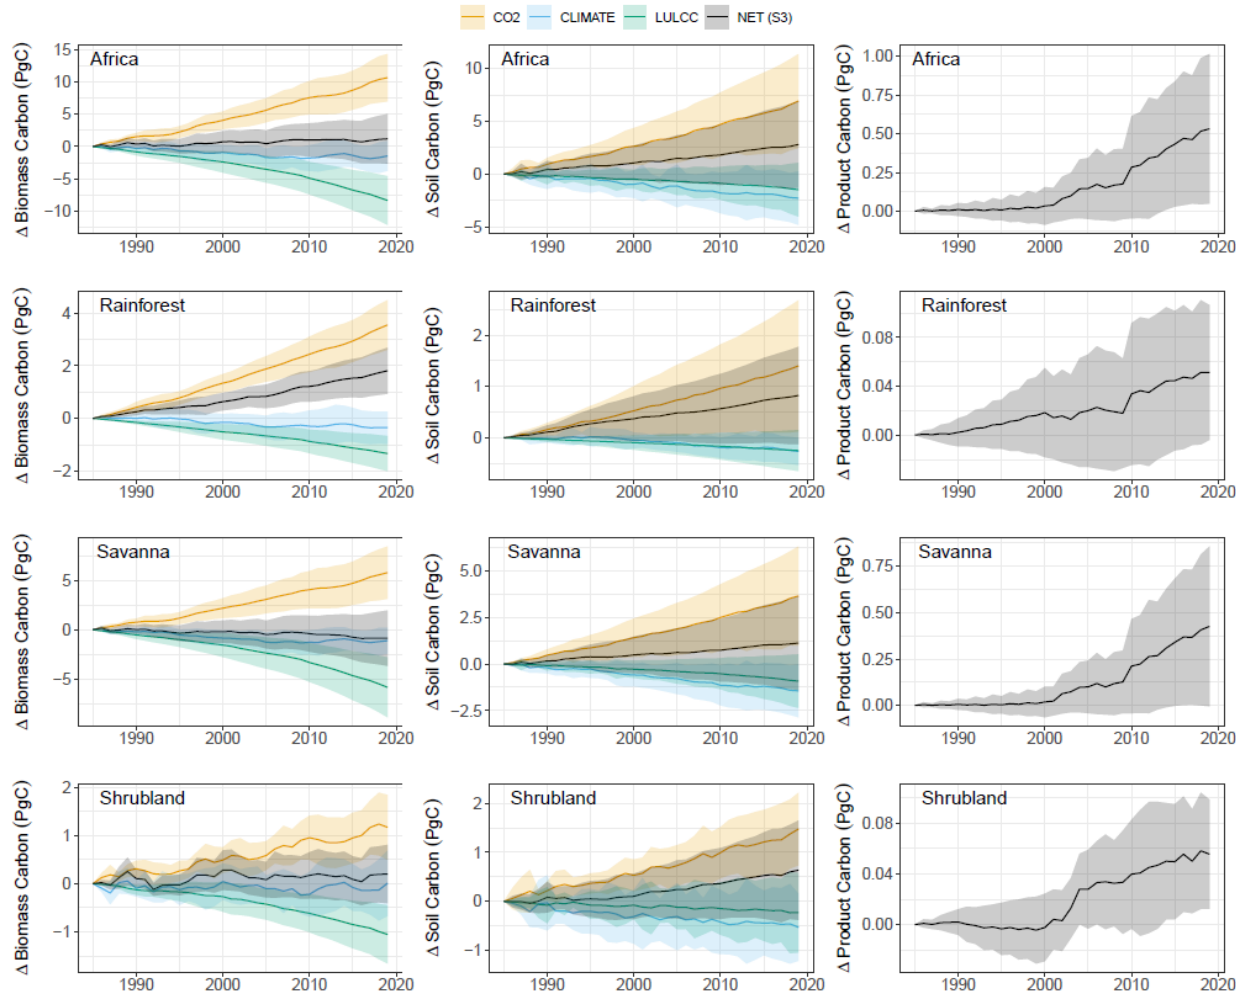 CO2 CLIMATE LULCC NET (S3)
Δ Biomass Carbon (PgC)
Africa
15
10
5
0
−5
−10
1990 2000 2010 2020
Δ Soil Carbon (PgC)
Africa
10
5
0
−5
1990 2000 2010 2020
Δ Product Carbon (PgC)
Africa
1.00
0.75
0.50
0.25
0.00
1990 2000 2010 2020
Δ Biomass Carbon (PgC)
Rainforest
4
2
0
−2
1990 2000 2010 2020
Δ Soil Carbon (PgC)
Rainforest
2
1
0
1990 2000 2010 2020
Δ Product Carbon (PgC)
Rainforest
0.08
0.04
0.00
1990 2000 2010 2020
Δ Biomass Carbon (PgC)
Savanna
5
0
−5
1990 2000 2010 2020
Δ Soil Carbon (PgC)
Savanna
5.0
2.5
0.0
−2.5
1990 2000 2010 2020
Δ Product Carbon (PgC)
Savanna
0.75
0.50
0.25
0.00
1990 2000 2010 2020
Δ Biomass Carbon (PgC)
Shrubland
2
1
0
−1
1990 2000 2010 2020
Δ Soil Carbon (PgC)
Shrubland
2
1
0
−1
1990 2000 2010 2020
Δ Product Carbon (PgC)
Shrubland
0.08
0.04
0.00
1990 2000 2010 2020